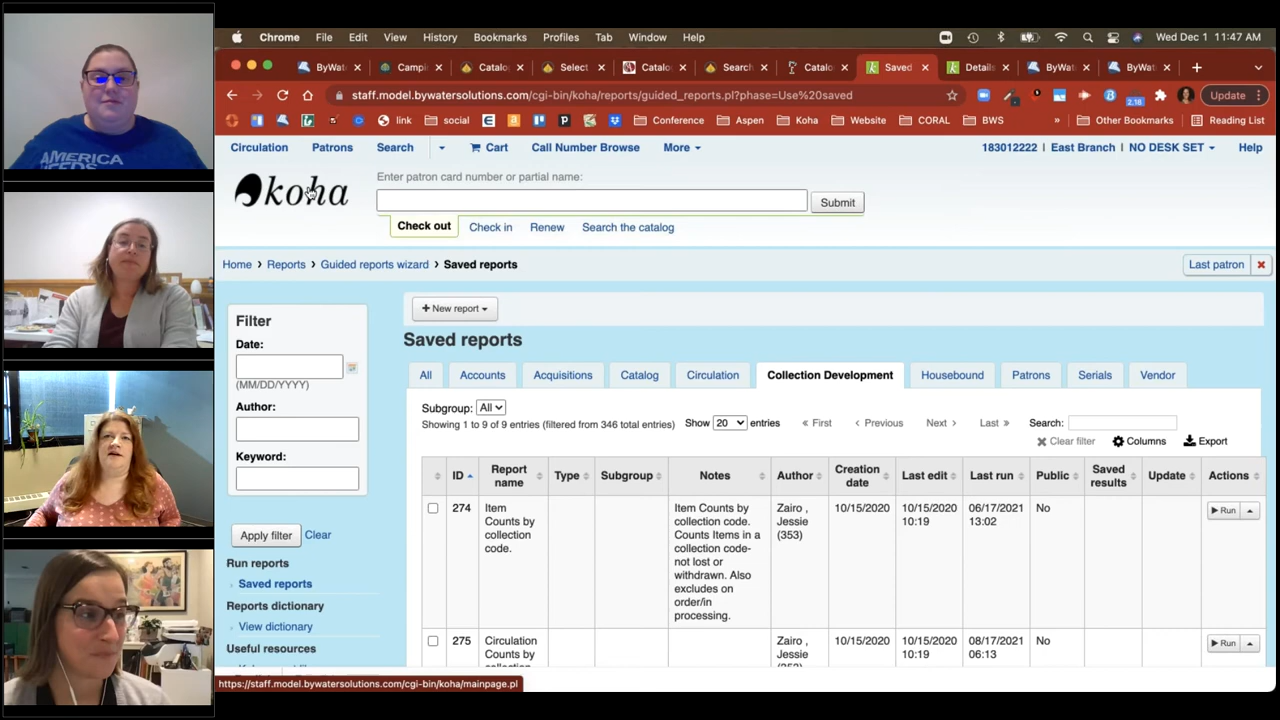 AMERICA
NEEDS
Chrome File Edit View History Bookmarks Profiles Tab Window Help Wed Dec 1 11:47 AM
ByWa Campi Catalo Select Catalo Search Catalo Saved Details ByWa ByWat
staff.model.bywatersolutions.com/cgi-bin/koha/reports/guided_reports.pl?phase=Use%20saved 2.16 Update
link social Conference Aspen Koha Website CORAL BWS » Other Bookmarks Reading List
Circulation Patrons Search Cart Call Number Browse More 183012222 | East Branch | NO DESK SET Help
koha
Enter patron card number or partial name:
Submit
Check out Check in Renew Search the catalog
Home › Reports › Guided reports wizard › Saved reports Last patron
+ New report
Filter
Date:
(MM/DD/YYYY)
Author:
Keyword:
Apply filter Clear
Run reports
Saved reports
Reports dictionary
View dictionary
Useful resources
Saved reports
All Accounts Acquisitions Catalog Circulation Collection Development Housebound Patrons Serials Vendor
Subgroup: All
Showing 1 to 9 of 9 entries (filtered from 346 total entries) Show 20 entries « First ‹ Previous Next › Last » Search:
Clear filter Columns Export
ID Report name Type Subgroup Notes Author Creation date Last edit Last run Public Saved results Update Actions
274 Item Counts by collection code. Item Counts by collection code. Counts Items in a collection code- not lost or withdrawn. Also excludes on order/in processing. Zairo , Jessie (353) 10/15/2020 10/15/2020 10:19 06/17/2021 13:02 No Run
275 Circulation Counts by collection Zairo , Jessie (353) 10/15/2020 10/15/2020 10:19 08/17/2021 06:13 No Run
https://staff.model.bywatersolutions.com/cgi-bin/koha/mainpage.pl